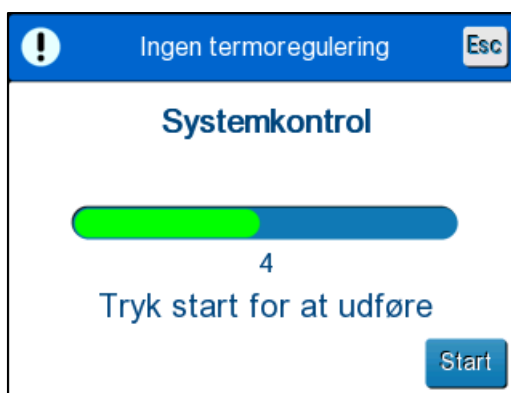 Ingen termoregulering
Esc
Systemkontrol
4
Tryk start for at udføre
Start